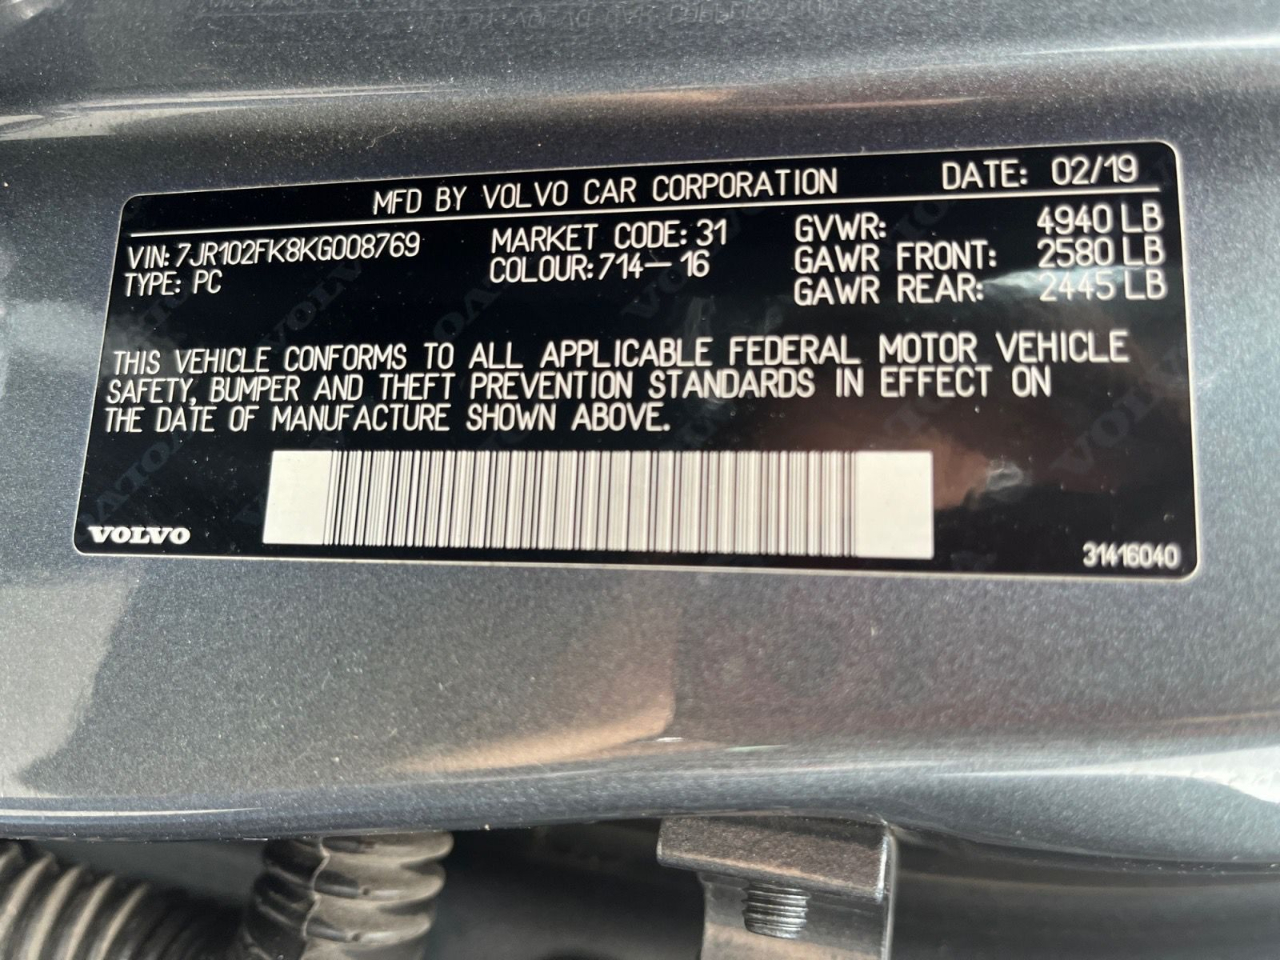 MFD BY VOLVO CAR CORPORATION DATE: 02/19
VIN: 7JR102FK8KG008769 MARKET CODE: 31 GVWR: 4940 LB
TYPE: PC COLOUR: 714-16 GAWR FRONT: 2580 LB
GAWR REAR: 2445 LB
THIS VEHICLE CONFORMS TO ALL APPLICABLE FEDERAL MOTOR VEHICLE
SAFETY, BUMPER AND THEFT PREVENTION STANDARDS IN EFFECT ON
THE DATE OF MANUFACTURE SHOWN ABOVE.
VOLVO
31416040